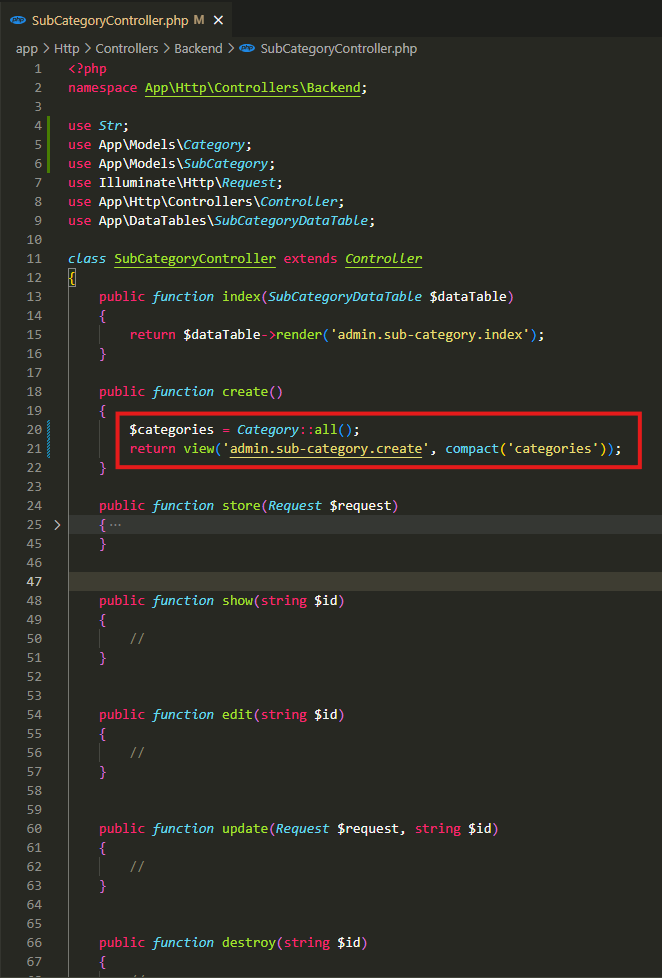 SubCategoryController.php M ×
app > Http > Controllers > Backend > SubCategoryController.php
1 <?php
2 namespace App\Http\Controllers\Backend;
3
4 use Str;
5 use App\Models\Category;
6 use App\Models\SubCategory;
7 use Illuminate\Http\Request;
8 use App\Http\Controllers\Controller;
9 use App\DataTables\SubCategoryDataTable;
10
11 class SubCategoryController extends Controller
12 {
13     public function index(SubCategoryDataTable $dataTable)
14     {
15         return $dataTable->render('admin.sub-category.index');
16     }
17
18     public function create()
19     {
20         $categories = Category::all();
21         return view('admin.sub-category.create', compact('categories'));
22     }
23
24     public function store(Request $request)
25 >   { ···
45     }
46
47
48     public function show(string $id)
49     {
50         //
51     }
52
53
54     public function edit(string $id)
55     {
56         //
57     }
58
59
60     public function update(Request $request, string $id)
61     {
62         //
63     }
64
65
66     public function destroy(string $id)
67     {